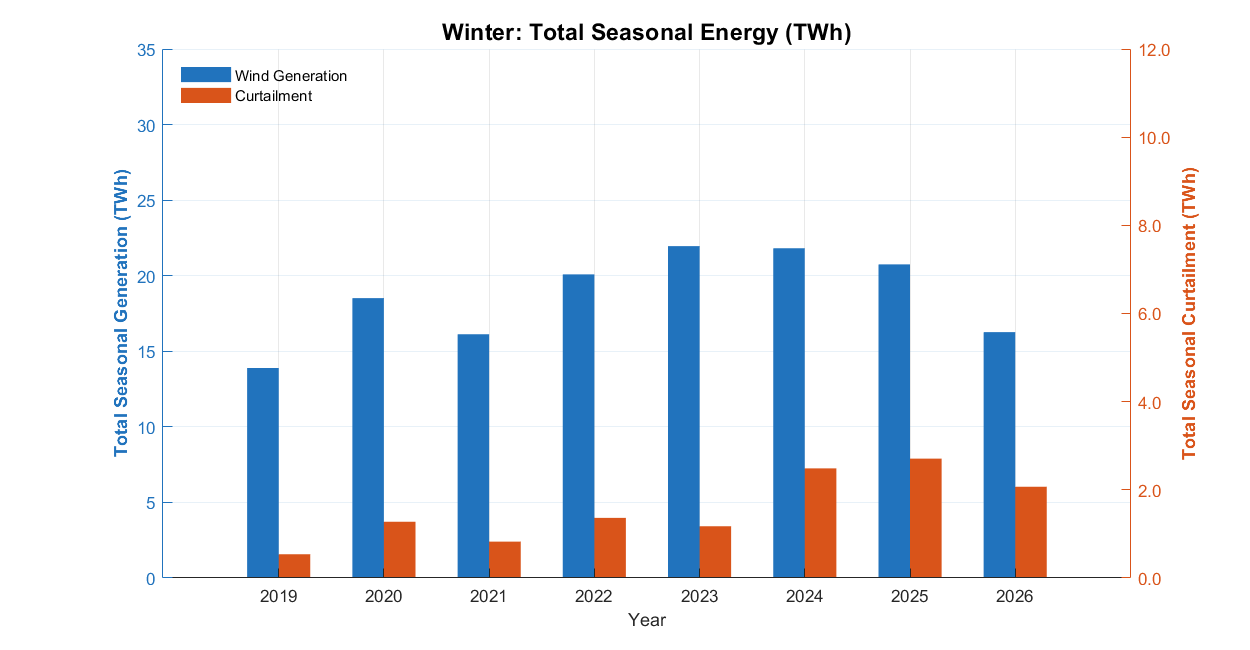 Winter: Total Seasonal Energy (TWh)
Wind Generation
Curtailment
Total Seasonal Generation (TWh)
35
30
25
20
15
10
5
0
Total Seasonal Curtailment (TWh)
12.0
10.0
8.0
6.0
4.0
2.0
0.0
2019 2020 2021 2022 2023 2024 2025 2026
Year